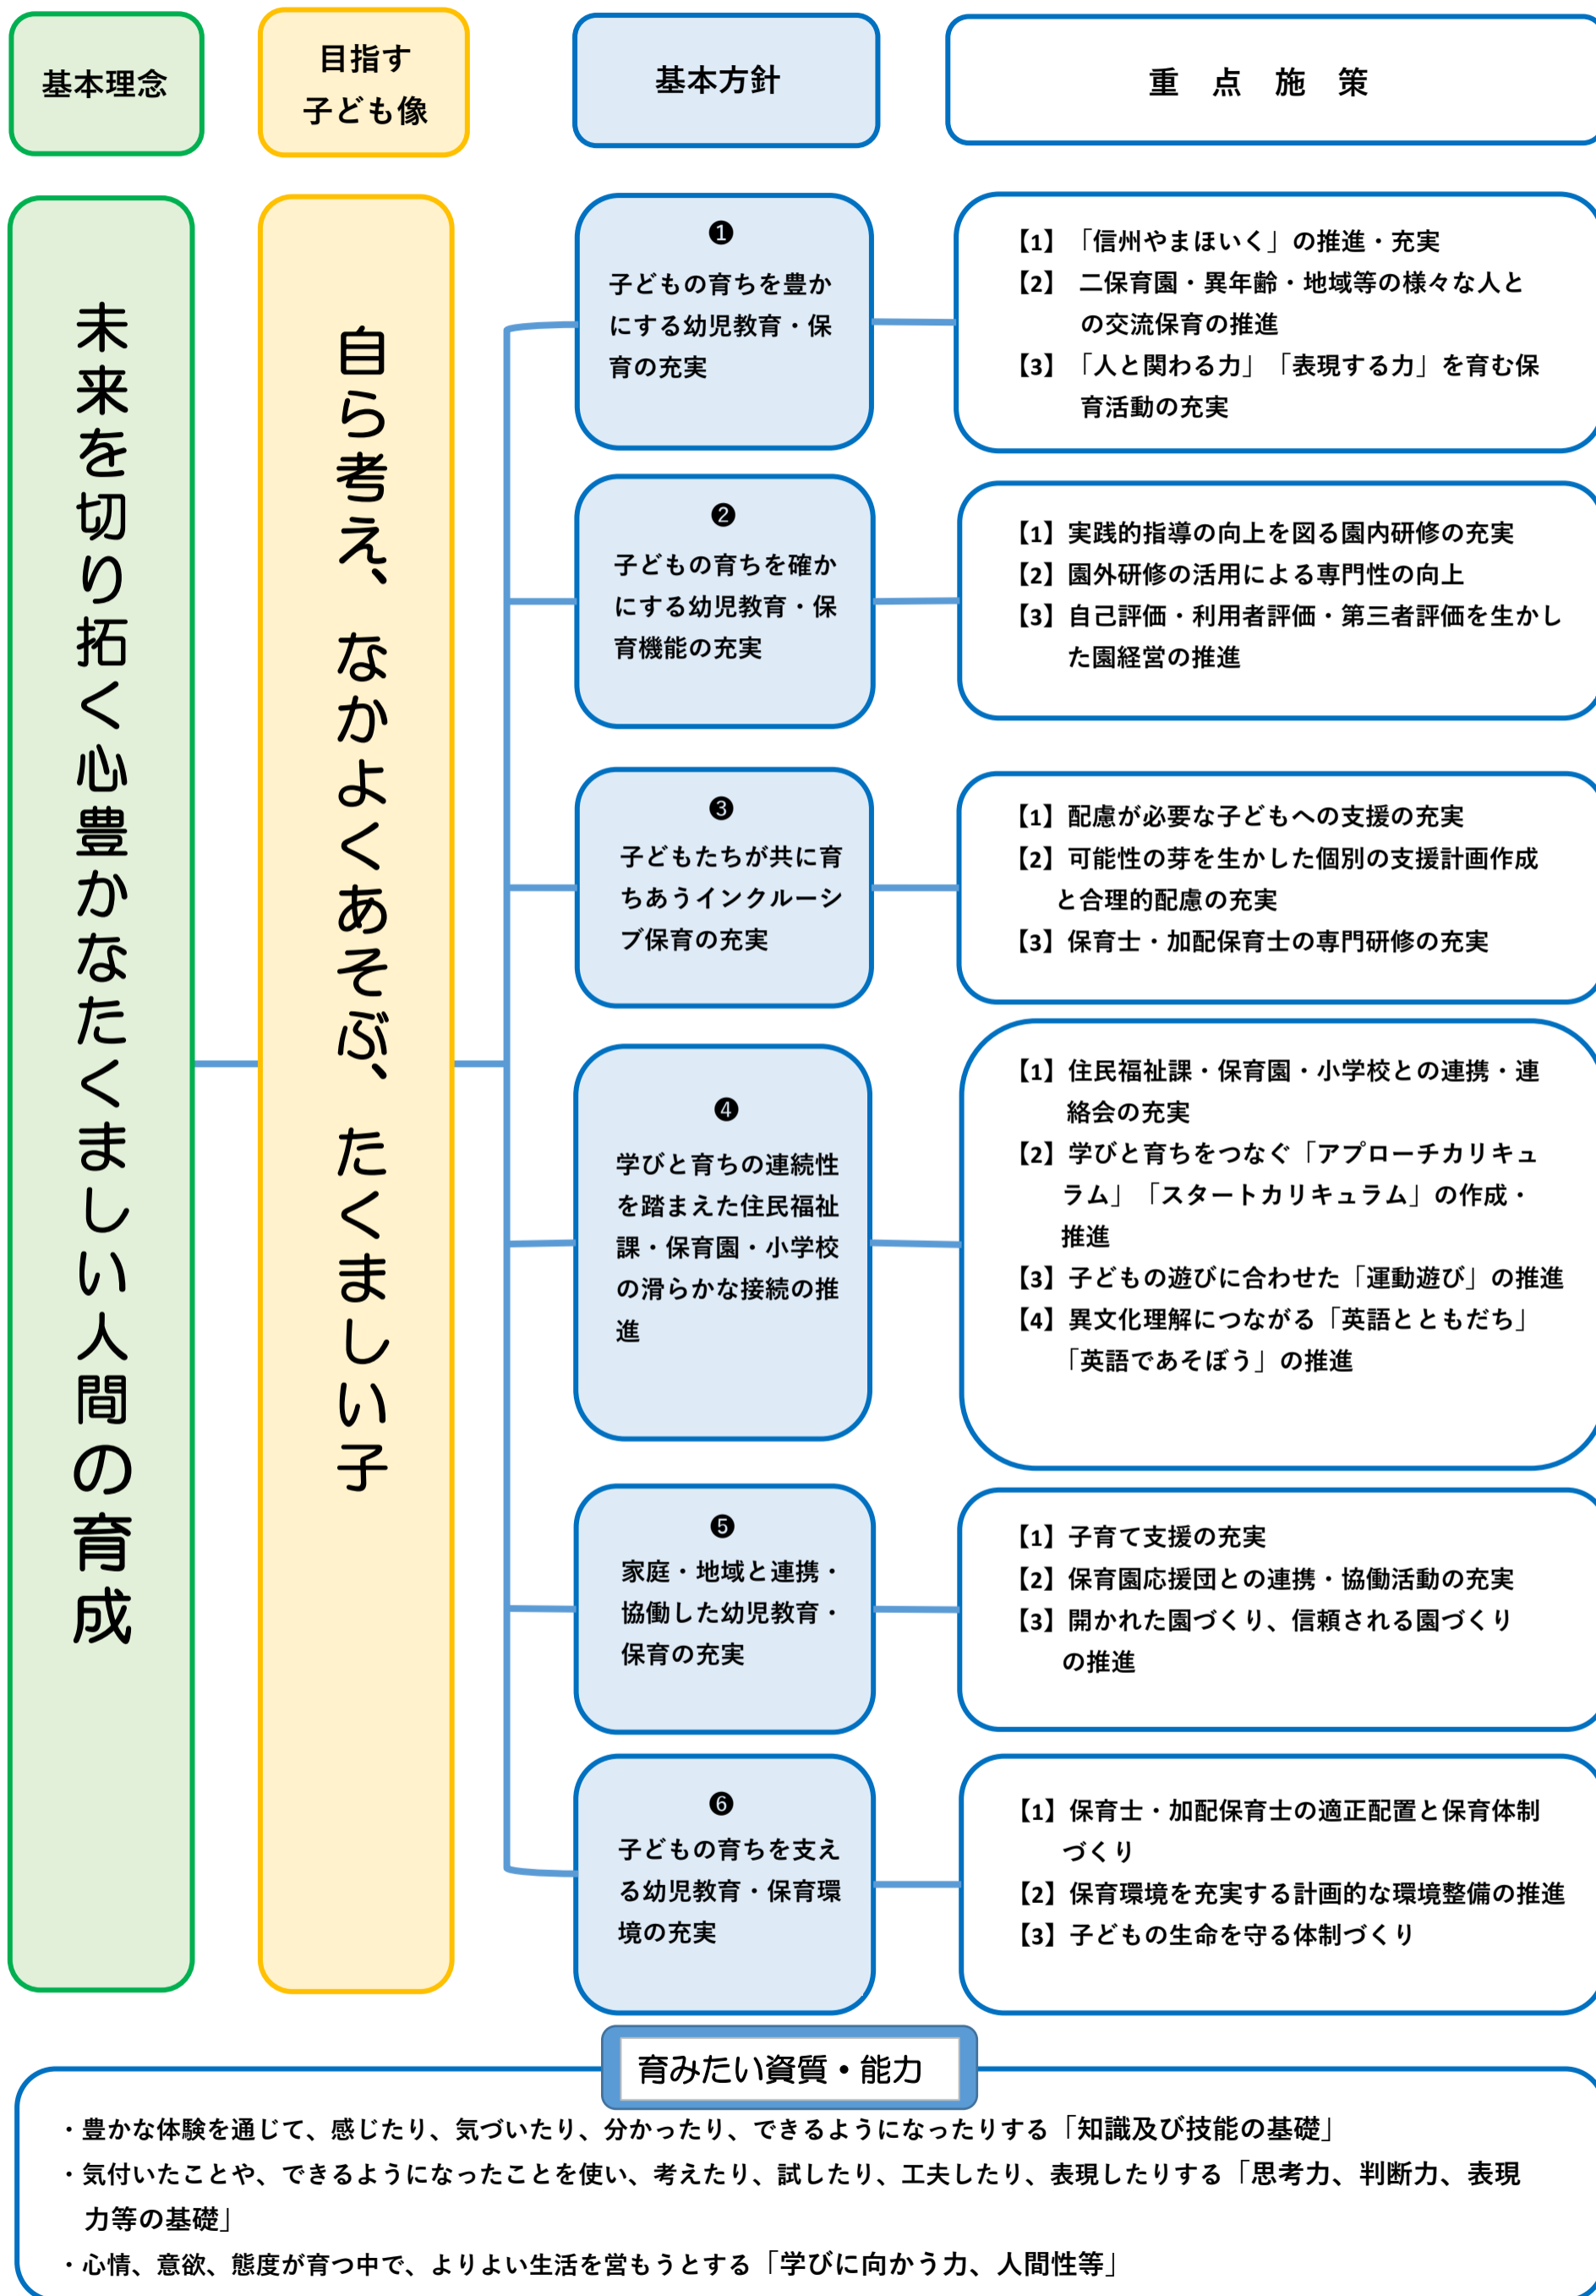 基本理念
目指す
子ども像
基本方針
重　点　施　策
未来を切り拓く心豊かなたくましい人間の育成
自ら考え、なかよくあそぶ、たくましい子
❶
子どもの育ちを豊か
にする幼児教育・保
育の充実
【1】「信州やまほいく」の推進・充実
【2】 二保育園・異年齢・地域等の様々な人と
の交流保育の推進
【3】「人と関わる力」「表現する力」を育む保
育活動の充実
❷
子どもの育ちを確か
にする幼児教育・保
育機能の充実
【1】実践的指導の向上を図る園内研修の充実
【2】園外研修の活用による専門性の向上
【3】自己評価・利用者評価・第三者評価を生かし
た園経営の推進
❸
子どもたちが共に育
ちあうインクルーシ
ブ保育の充実
【1】配慮が必要な子どもへの支援の充実
【2】可能性の芽を生かした個別の支援計画作成
と合理的配慮の充実
【3】保育士・加配保育士の専門研修の充実
❹
学びと育ちの連続性
を踏まえた住民福祉
課・保育園・小学校
の滑らかな接続の推
進
【1】住民福祉課・保育園・小学校との連携・連
絡会の充実
【2】学びと育ちをつなぐ「アプローチカリキュ
ラム」「スタートカリキュラム」の作成・
推進
【3】子どもの遊びに合わせた「運動遊び」の推進
【4】異文化理解につながる「英語とともだち」
「英語であそぼう」の推進
❺
家庭・地域と連携・
協働した幼児教育・
保育の充実
【1】子育て支援の充実
【2】保育園応援団との連携・協働活動の充実
【3】開かれた園づくり、信頼される園づくり
の推進
❻
子どもの育ちを支え
る幼児教育・保育環
境の充実
【1】保育士・加配保育士の適正配置と保育体制
づくり
【2】保育環境を充実する計画的な環境整備の推進
【3】子どもの生命を守る体制づくり
育みたい資質・能力
・豊かな体験を通じて、感じたり、気づいたり、分かったり、できるようになったりする「知識及び技能の基礎」
・気付いたことや、できるようになったことを使い、考えたり、試したり、工夫したり、表現したりする「思考力、判断力、表現
力等の基礎」
・心情、意欲、態度が育つ中で、よりよい生活を営もうとする「学びに向かう力、人間性等」